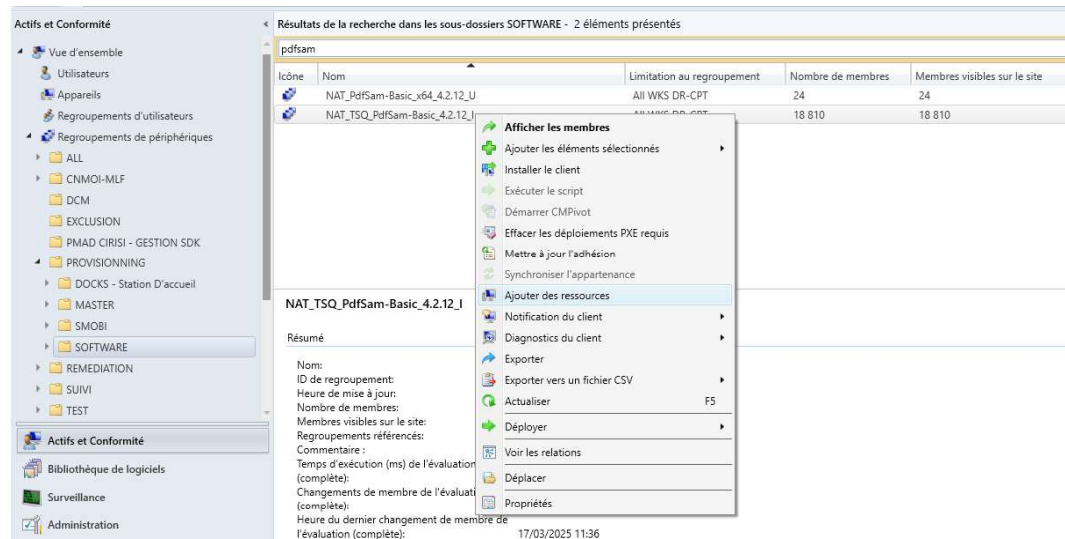 Actifs et Conformité
Vue d'ensemble
Utilisateurs
Appareils
Regroupements d'utilisateurs
Regroupements de périphériques
ALL
CNMOI-MLF
DCM
EXCLUSION
PMAD CIRISI - GESTION SDK
PROVISIONNING
DOCKS - Station D'accueil
MASTER
SMOBI
SOFTWARE
REMEDIATION
SUIVI
TEST
Actifs et Conformité
Bibliothèque de logiciels
Surveillance
Administration
Résultats de la recherche dans les sous-dossiers SOFTWARE - 2 éléments présentés
pdfsam
Icône Nom Limitation au regroupement Nombre de membres Membres visibles sur le site
NAT_PdfSam-Basic_x64_4.2.12_U All WKS DR-CPT 24 24
NAT_TSQ_PdfSam-Basic_4.2.12_I All WKS DR-CPT 18 810 18 810
Afficher les membres
Ajouter les éléments sélectionnés
Installer le client
Exécuter le script
Démarrer CMPivot
Effacer les déploiements PXE requis
Mettre à jour l'adhésion
Synchroniser l'appartenance
Ajouter des ressources
Notification du client
Diagnostics du client
Exporter
Exporter vers un fichier CSV
Actualiser F5
Déployer
Voir les relations
Déplacer
Propriétés
NAT_TSQ_PdfSam-Basic_4.2.12_I
Résumé
Nom:
ID de regroupement:
Heure de mise à jour:
Nombre de membres:
Membres visibles sur le site:
Regroupements référencés:
Commentaire :
Temps d'exécution (ms) de l'évaluation
(complète):
Changements de membre de l'évaluati
(complète):
Heure du dernier changement de membre de
l'évaluation (complète): 17/03/2025 11:36